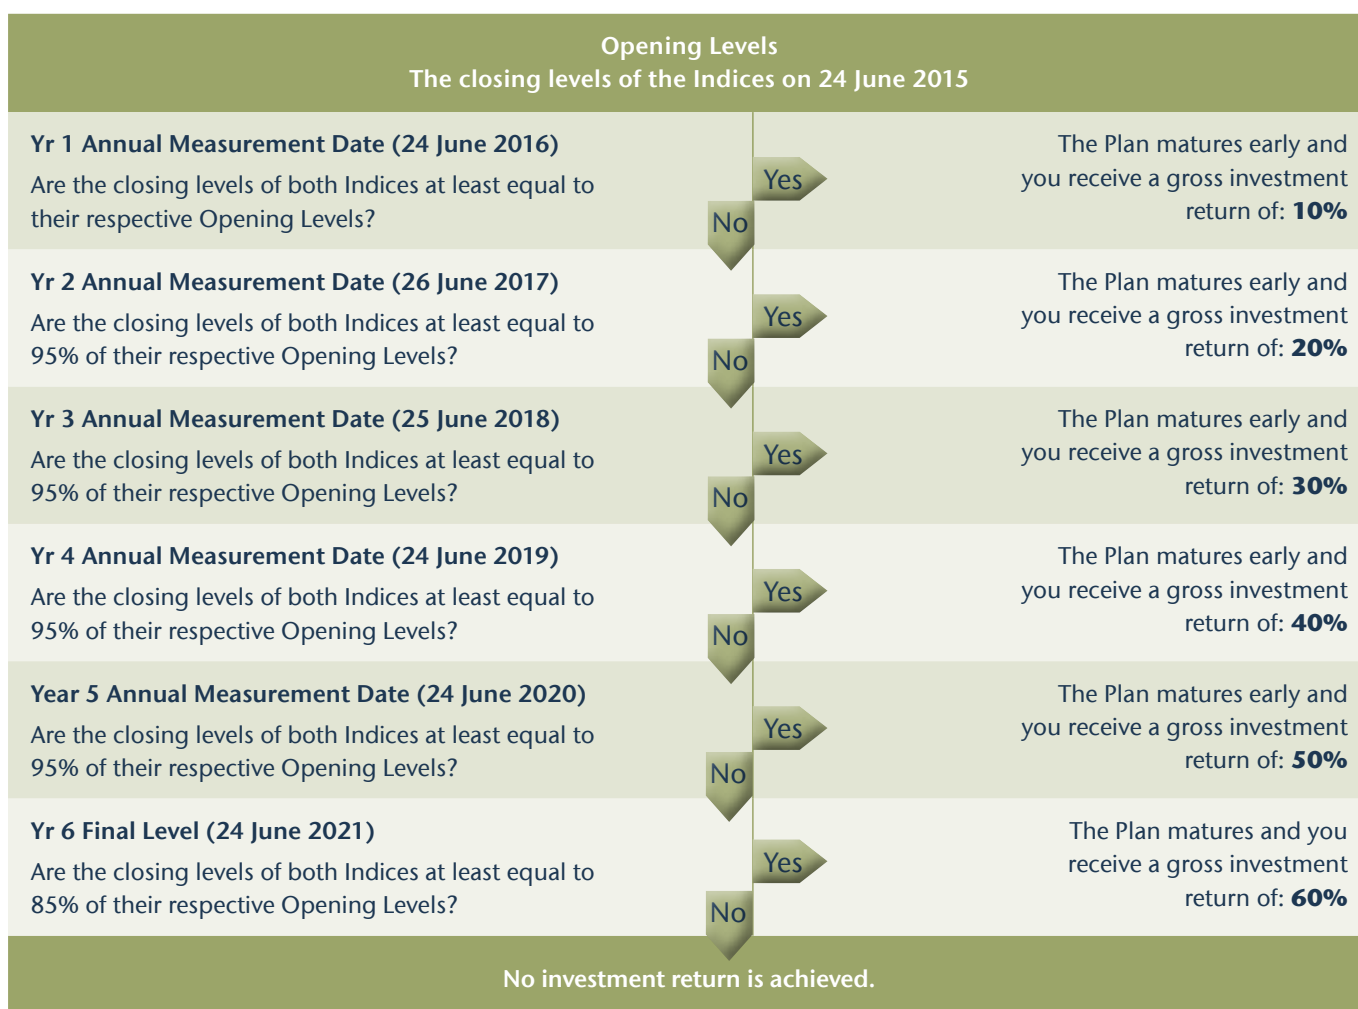 Opening Levels
The closing levels of the Indices on 24 June 2015
Yr 1 Annual Measurement Date (24 June 2016)
Are the closing levels of both Indices at least equal to
their respective Opening Levels?
Yes
No
The Plan matures early and
you receive a gross investment
return of: 10%
Yr 2 Annual Measurement Date (26 June 2017)
Are the closing levels of both Indices at least equal to
95% of their respective Opening Levels?
Yes
No
The Plan matures early and
you receive a gross investment
return of: 20%
Yr 3 Annual Measurement Date (25 June 2018)
Are the closing levels of both Indices at least equal to
95% of their respective Opening Levels?
Yes
No
The Plan matures early and
you receive a gross investment
return of: 30%
Yr 4 Annual Measurement Date (24 June 2019)
Are the closing levels of both Indices at least equal to
95% of their respective Opening Levels?
Yes
No
The Plan matures early and
you receive a gross investment
return of: 40%
Year 5 Annual Measurement Date (24 June 2020)
Are the closing levels of both Indices at least equal to
95% of their respective Opening Levels?
Yes
No
The Plan matures early and
you receive a gross investment
return of: 50%
Yr 6 Final Level (24 June 2021)
Are the closing levels of both Indices at least equal to
85% of their respective Opening Levels?
Yes
No
The Plan matures and you
receive a gross investment
return of: 60%
No investment return is achieved.